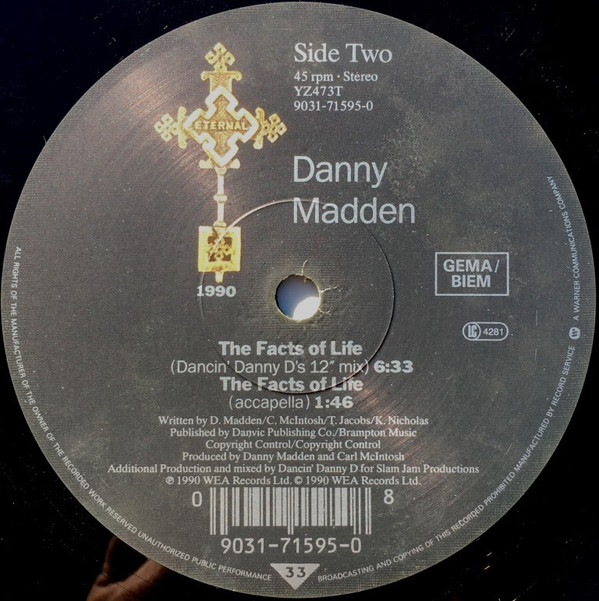 Side Two
45 rpm · Stereo
YZ473T
9031-71595-0
ETERNAL
Danny
Madden
1990
GEMA/
BIEM
LC 4281
The Facts of Life
(Dancin' Danny D's 12" mix) 6:33
The Facts of Life
(accapella) 1:46
Written by D. Madden/C. McIntosh/T. Jacobs/K. Nicholas
Published by Danvic Publishing Co./Brampton Music
Copyright Control/Copyright Control
Produced by Danny Madden and Carl McIntosh
Additional Production and mixed by Dancin' Danny D for Slam Jam Productions
℗ 1990 WEA Records Ltd. © 1990 WEA Records Ltd.
0 8
9031-71595-0
33
ALL RIGHTS OF THE MANUFACTURER OF THE OWNER OF THE RECORDED WORK RESERVED UNAUTHORIZED PUBLIC PERFORMANCE BROADCASTING AND COPYING OF THIS RECORD PROHIBITED MANUFACTURED BY RECORD SERVICE W A WARNER COMMUNICATIONS COMPANY